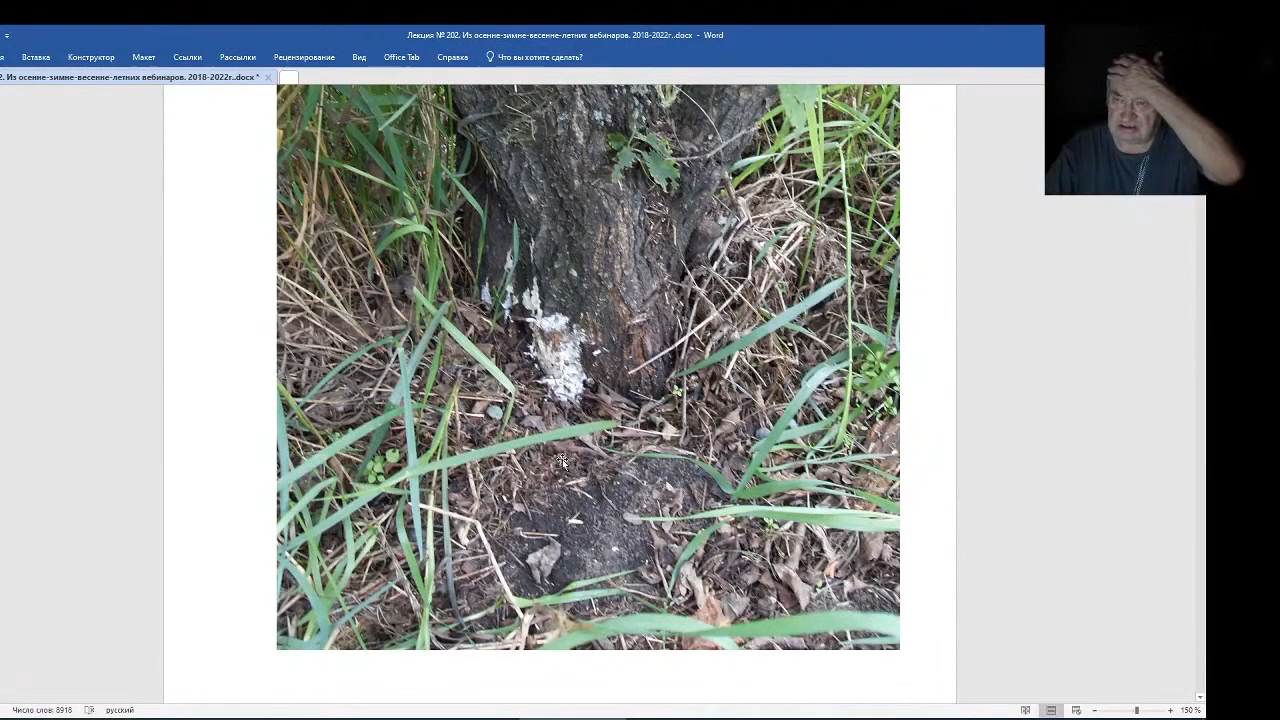 Лекция № 202. Из осенне-зимне-весенне-летних вебинаров. 2018-2022г..docx - Word
Вставка Конструктор Макет Ссылки Рассылки Рецензирование Вид Office Tab Справка Что вы хотите сделать?
2. Из осенне-зимне-весенне-летних вебинаров. 2018-2022г..docx *
Число слов: 8918 русский 150 %